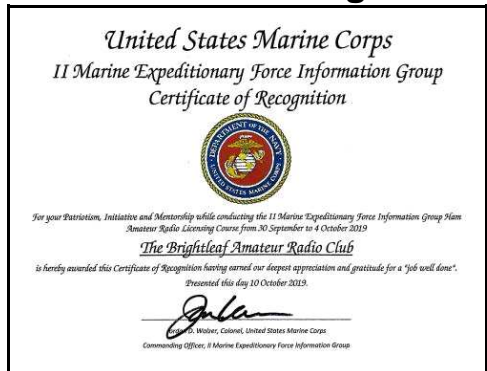 United States Marine Corps
II Marine Expeditionary Force Information Group
Certificate of Recognition
DEPARTMENT OF THE NAVY
UNITED STATES MARINE CORPS
For your Patriotism, Initiative and Mentorship while conducting the II Marine Expeditionary Force Information Group Ham
Amateur Radio Licensing Course from 30 September to 4 October 2019
The Brightleaf Amateur Radio Club
is hereby awarded this Certificate of Recognition having earned our deepest appreciation and gratitude for a "job well done".
Presented this day 10 October 2019.
D. Walser, Colonel, United States Marine Corps
Commanding Officer, II Marine Expeditionary Force Information Group